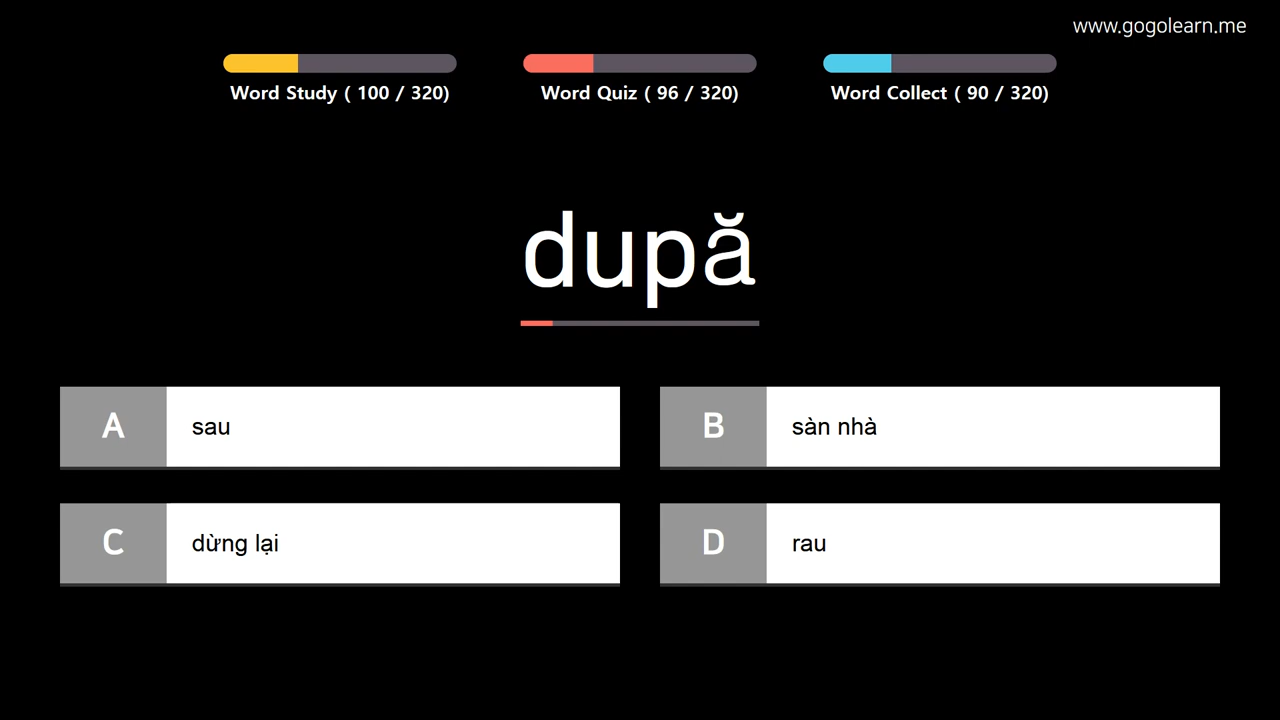 www.gogolearn.me
Word Study ( 100 / 320)
Word Quiz ( 96 / 320)
Word Collect ( 90 / 320)
după
A
sau
B
sàn nhà
C
dừng lại
D
rau